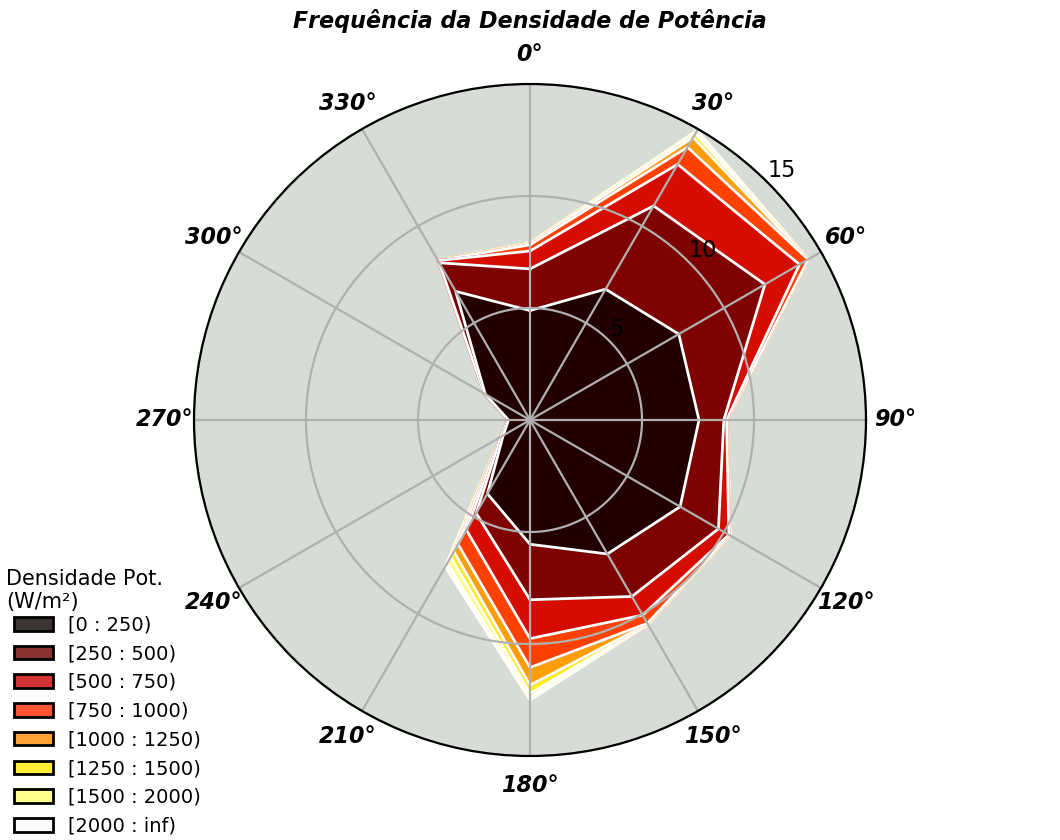 Frequência da Densidade de Potência
0°
30°
60°
90°
120°
150°
180°
210°
240°
270°
300°
330°
5
10
15
Densidade Pot.
(W/m²)
[0 : 250)
[250 : 500)
[500 : 750)
[750 : 1000)
[1000 : 1250)
[1250 : 1500)
[1500 : 2000)
[2000 : inf)